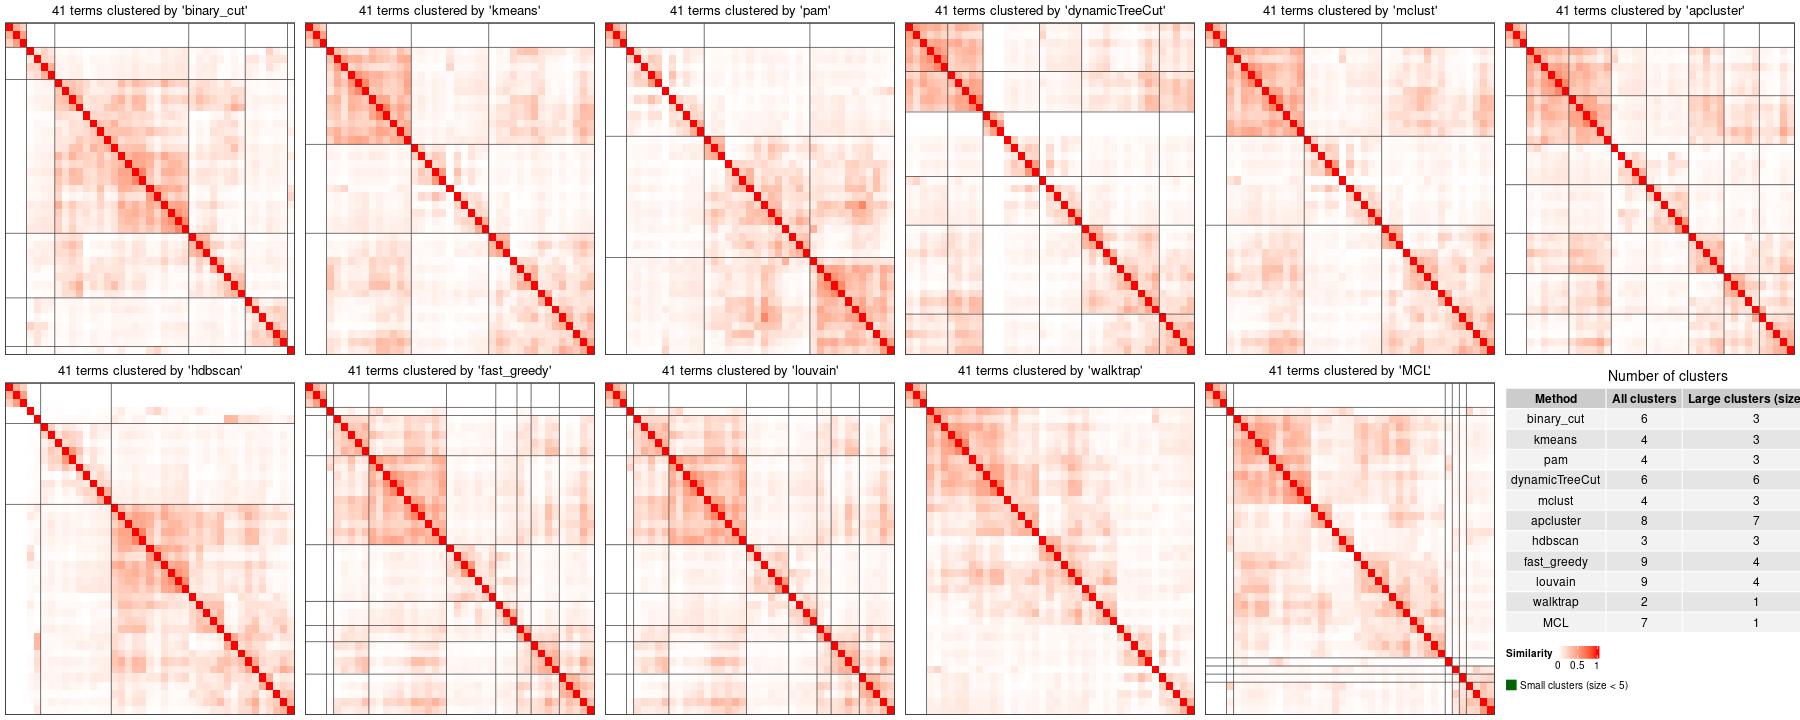 41 terms clustered by 'binary_cut'
41 terms clustered by 'kmeans'
41 terms clustered by 'pam'
41 terms clustered by 'dynamicTreeCut'
41 terms clustered by 'mclust'
41 terms clustered by 'apcluster'
41 terms clustered by 'hdbscan'
41 terms clustered by 'fast_greedy'
41 terms clustered by 'louvain'
41 terms clustered by 'walktrap'
41 terms clustered by 'MCL'
Number of clusters
Method All clusters Large clusters (size
binary_cut 6 3
kmeans 4 3
pam 4 3
dynamicTreeCut 6 6
mclust 4 3
apcluster 8 7
hdbscan 3 3
fast_greedy 9 4
louvain 9 4
walktrap 2 1
MCL 7 1
Similarity
0 0.5 1
Small clusters (size < 5)